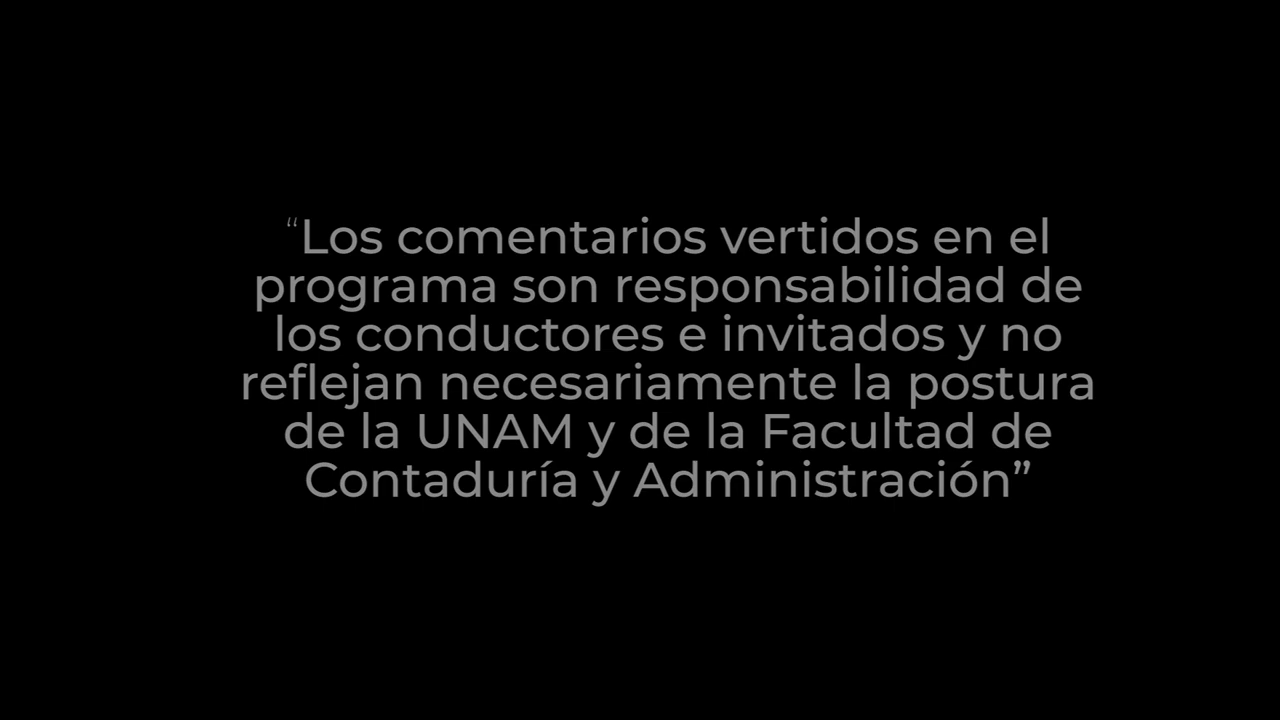 “Los comentarios vertidos en el
programa son responsabilidad de
los conductores e invitados y no
reflejan necesariamente la postura
de la UNAM y de la Facultad de
Contaduría y Administración”